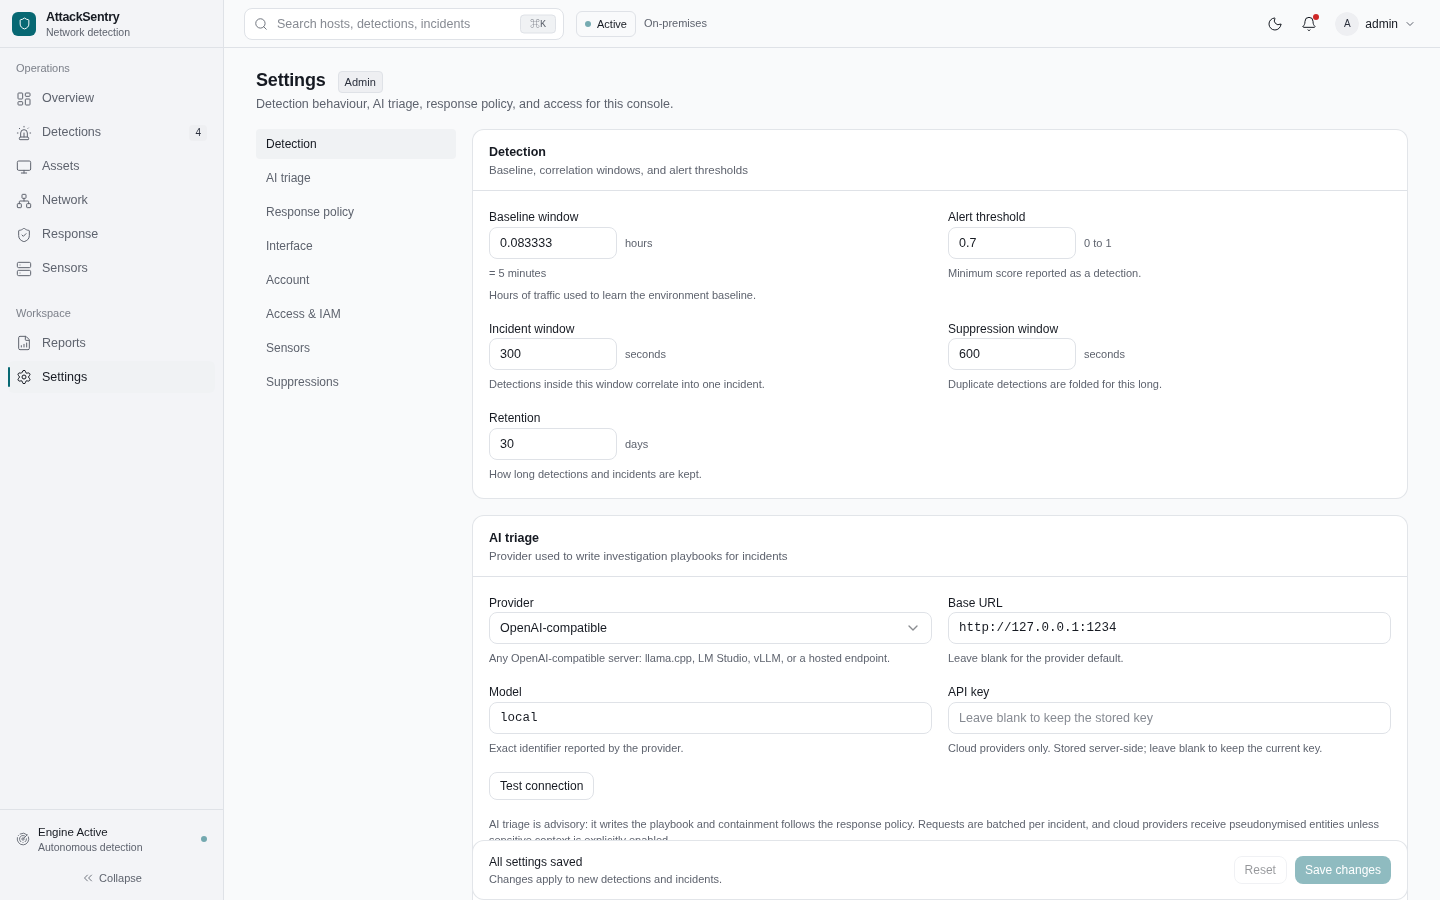 AttackSentry
Network detection
Search hosts, detections, incidents
⌘K
Active
On-premises
A
admin
Operations
Overview
Detections
4
Assets
Network
Response
Sensors
Workspace
Reports
Settings
Engine Active
Autonomous detection
Collapse
Settings
Admin
Detection behaviour, AI triage, response policy, and access for this console.
Detection
AI triage
Response policy
Interface
Account
Access & IAM
Sensors
Suppressions
Detection
Baseline, correlation windows, and alert thresholds
Baseline window
0.083333
hours
= 5 minutes
Hours of traffic used to learn the environment baseline.
Alert threshold
0.7
0 to 1
Minimum score reported as a detection.
Incident window
300
seconds
Detections inside this window correlate into one incident.
Suppression window
600
seconds
Duplicate detections are folded for this long.
Retention
30
days
How long detections and incidents are kept.
AI triage
Provider used to write investigation playbooks for incidents
Provider
OpenAI-compatible
Any OpenAI-compatible server: llama.cpp, LM Studio, vLLM, or a hosted endpoint.
Base URL
http://127.0.0.1:1234
Leave blank for the provider default.
Model
local
Exact identifier reported by the provider.
API key
Leave blank to keep the stored key
Cloud providers only. Stored server-side; leave blank to keep the current key.
Test connection
AI triage is advisory: it writes the playbook and containment follows the response policy. Requests are batched per incident, and cloud providers receive pseudonymised entities unless
sensitive context is explicitly enabled.
All settings saved
Changes apply to new detections and incidents.
Reset
Save changes